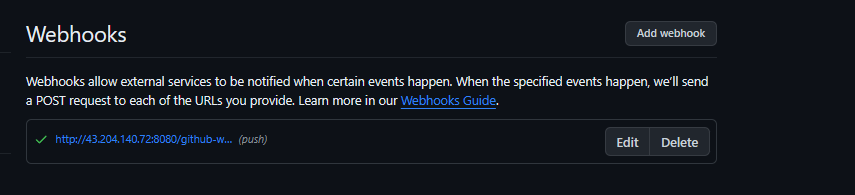 Webhooks
Add webhook
Webhooks allow external services to be notified when certain events happen. When the specified events happen, we'll send
a POST request to each of the URLs you provide. Learn more in our Webhooks Guide.
http://43.204.140.72:8080/github-w... (push)
Edit
Delete